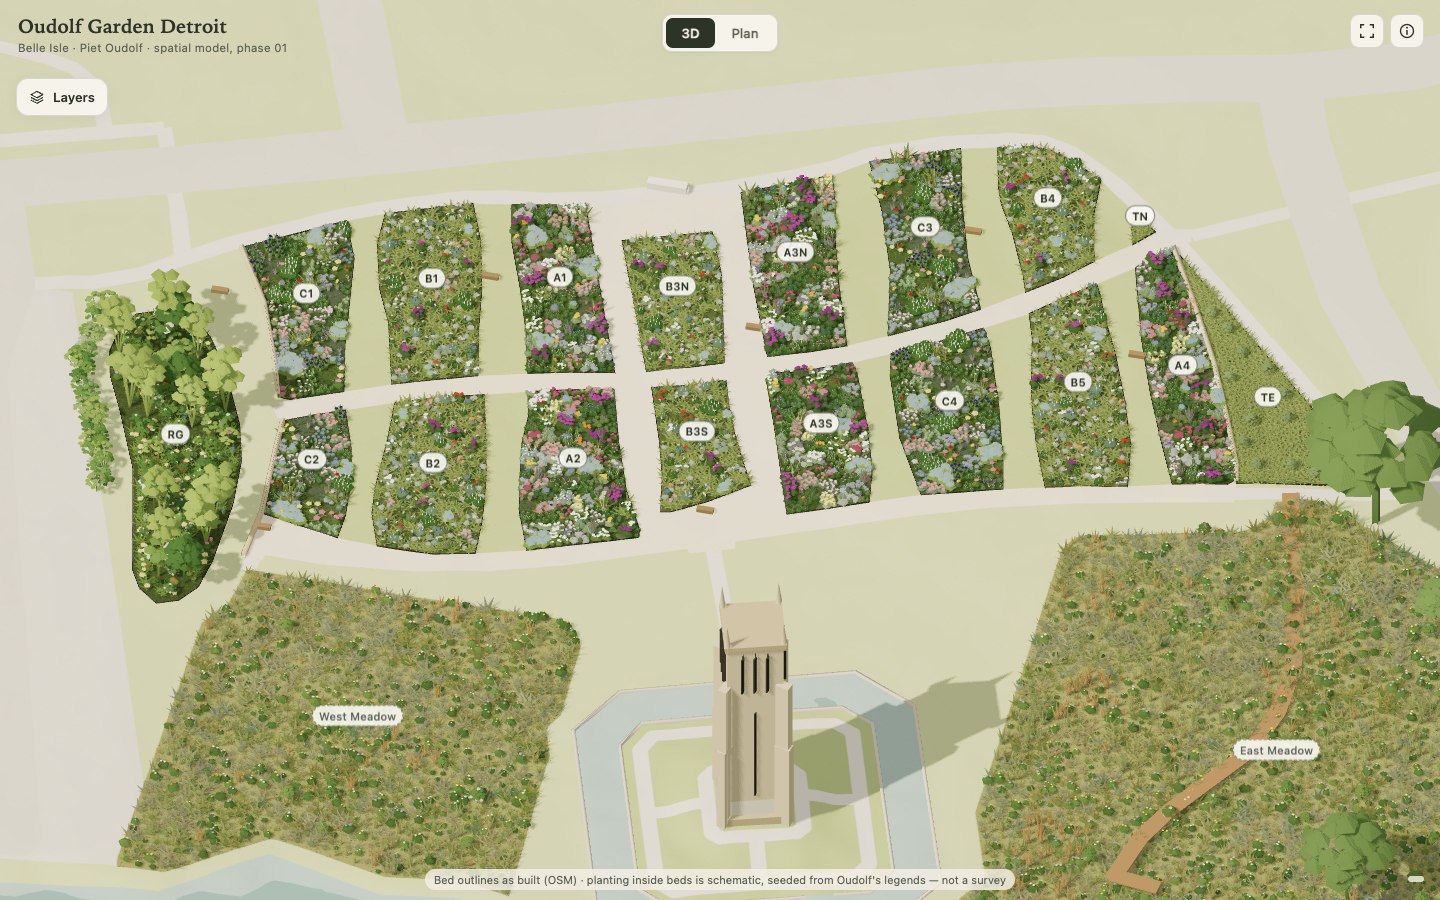 Oudolf Garden Detroit
Belle Isle · Piet Oudolf · spatial model, phase 01
3D Plan
Layers
B4
TN
C3
A3N
A1
B1
B3N
C1
A4
B5
TE
C4
A3S
B3S
RG
A2
C2
B2
West Meadow
East Meadow
Bed outlines as built (OSM) · planting inside beds is schematic, seeded from Oudolf's legends — not a survey